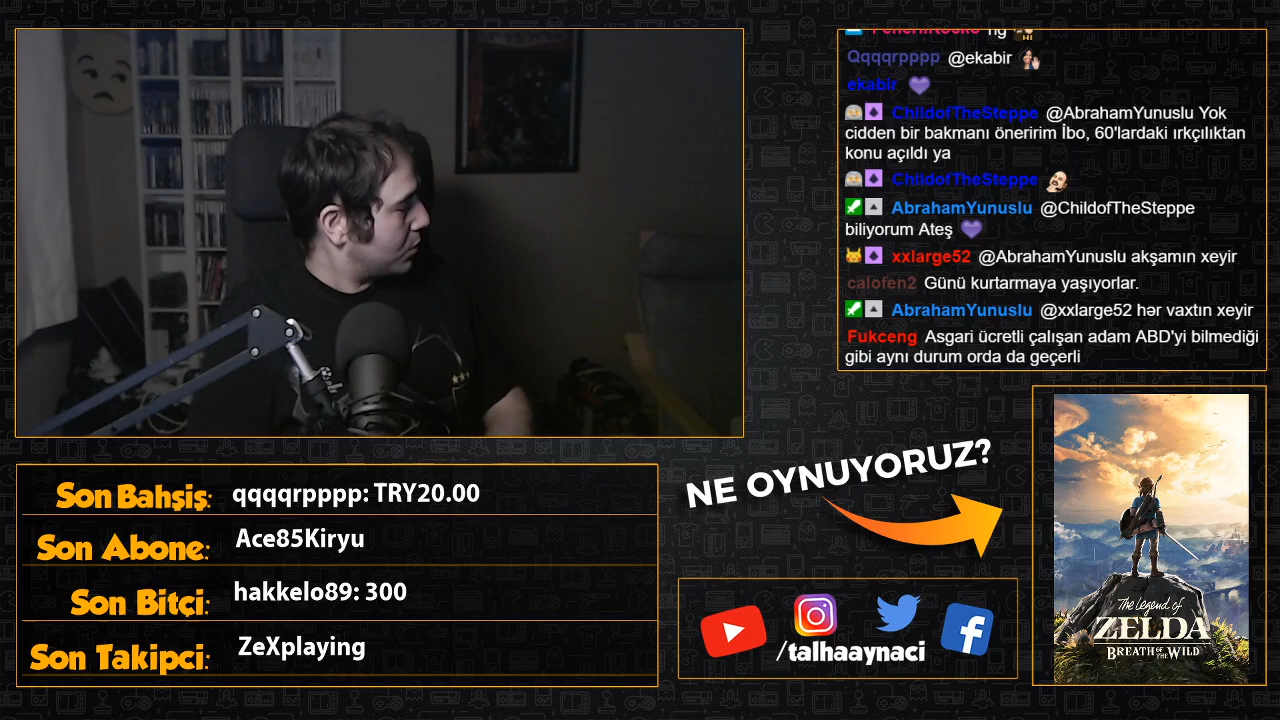 Qqqqrpppp @ekabir
ekabir
ChildofTheSteppe @AbrahamYunuslu Yok
cidden bir bakmanı öneririm İbo, 60'lardaki ırkçılıktan
konu açıldı ya
ChildofTheSteppe
AbrahamYunuslu @ChildofTheSteppe
biliyorum Ateş
xxlarge52 @AbrahamYunuslu akşamın xeyir
calofen2 Günü kurtarmaya yaşıyorlar.
AbrahamYunuslu @xxlarge52 hər vaxtın xeyir
Fukceng Asgari ücretli çalışan adam ABD'yi bilmediği
gibi aynı durum orda da geçerli
NE OYNUYORUZ?
Son Bahşiş: qqqqrpppp: TRY20.00
Son Abone: Ace85Kiryu
Son Bitçi: hakkelo89: 300
Son Takipçi: ZeXplaying
/talhaaynaci
The Legend of
ZELDA
BREATH OF THE WILD